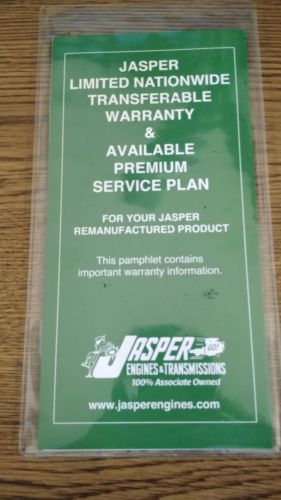 JASPER
LIMITED NATIONWIDE
TRANSFERABLE
WARRANTY
&
AVAILABLE
PREMIUM
SERVICE PLAN
FOR YOUR JASPER
REMANUFACTURED PRODUCT
This pamphlet contains
important warranty information.
JASPER
GO!
ENGINES & TRANSMISSIONS
100% Associate Owned
www.jasperengines.com